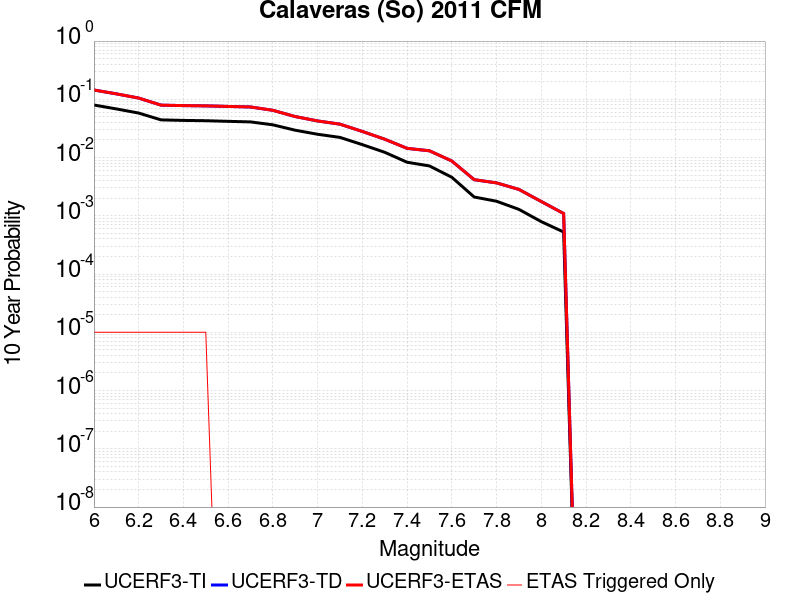 Calaveras (So) 2011 CFM
10 0
10 -1
10 -2
10 -3
10 -4
10 -5
10 -6
10 -7
10 -8
10 Year Probability
6 6.2 6.4 6.6 6.8 7 7.2 7.4 7.6 7.8 8 8.2 8.4 8.6 8.8 9
Magnitude
UCERF3-TI UCERF3-TD UCERF3-ETAS ETAS Triggered Only